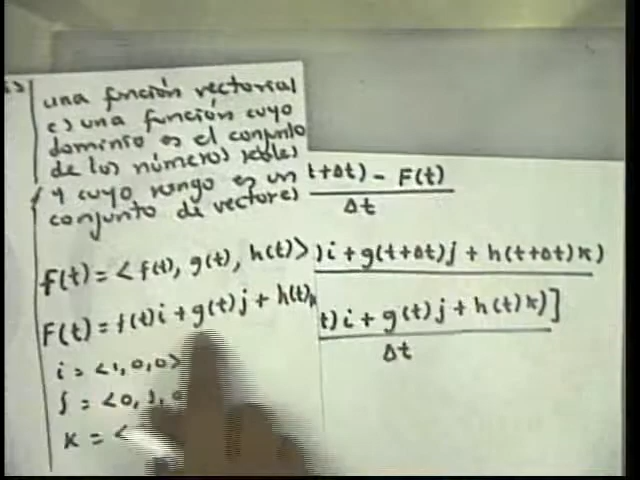 una función vectorial
es una función cuyo
dominio es el conjunto
de los números reales
y cuyo rango es un
conjunto de vectores
t+Δt) - F(t)
Δt
F(t) = <f(t), g(t), h(t)>
)i + g(t+Δt)j + h(t+Δt)k)
F(t) = f(t)i + g(t)j + h(t)k
t)i + g(t)j + h(t)k)]
Δt
i = <1, 0, 0>
j = <0, 1, 0
k = <